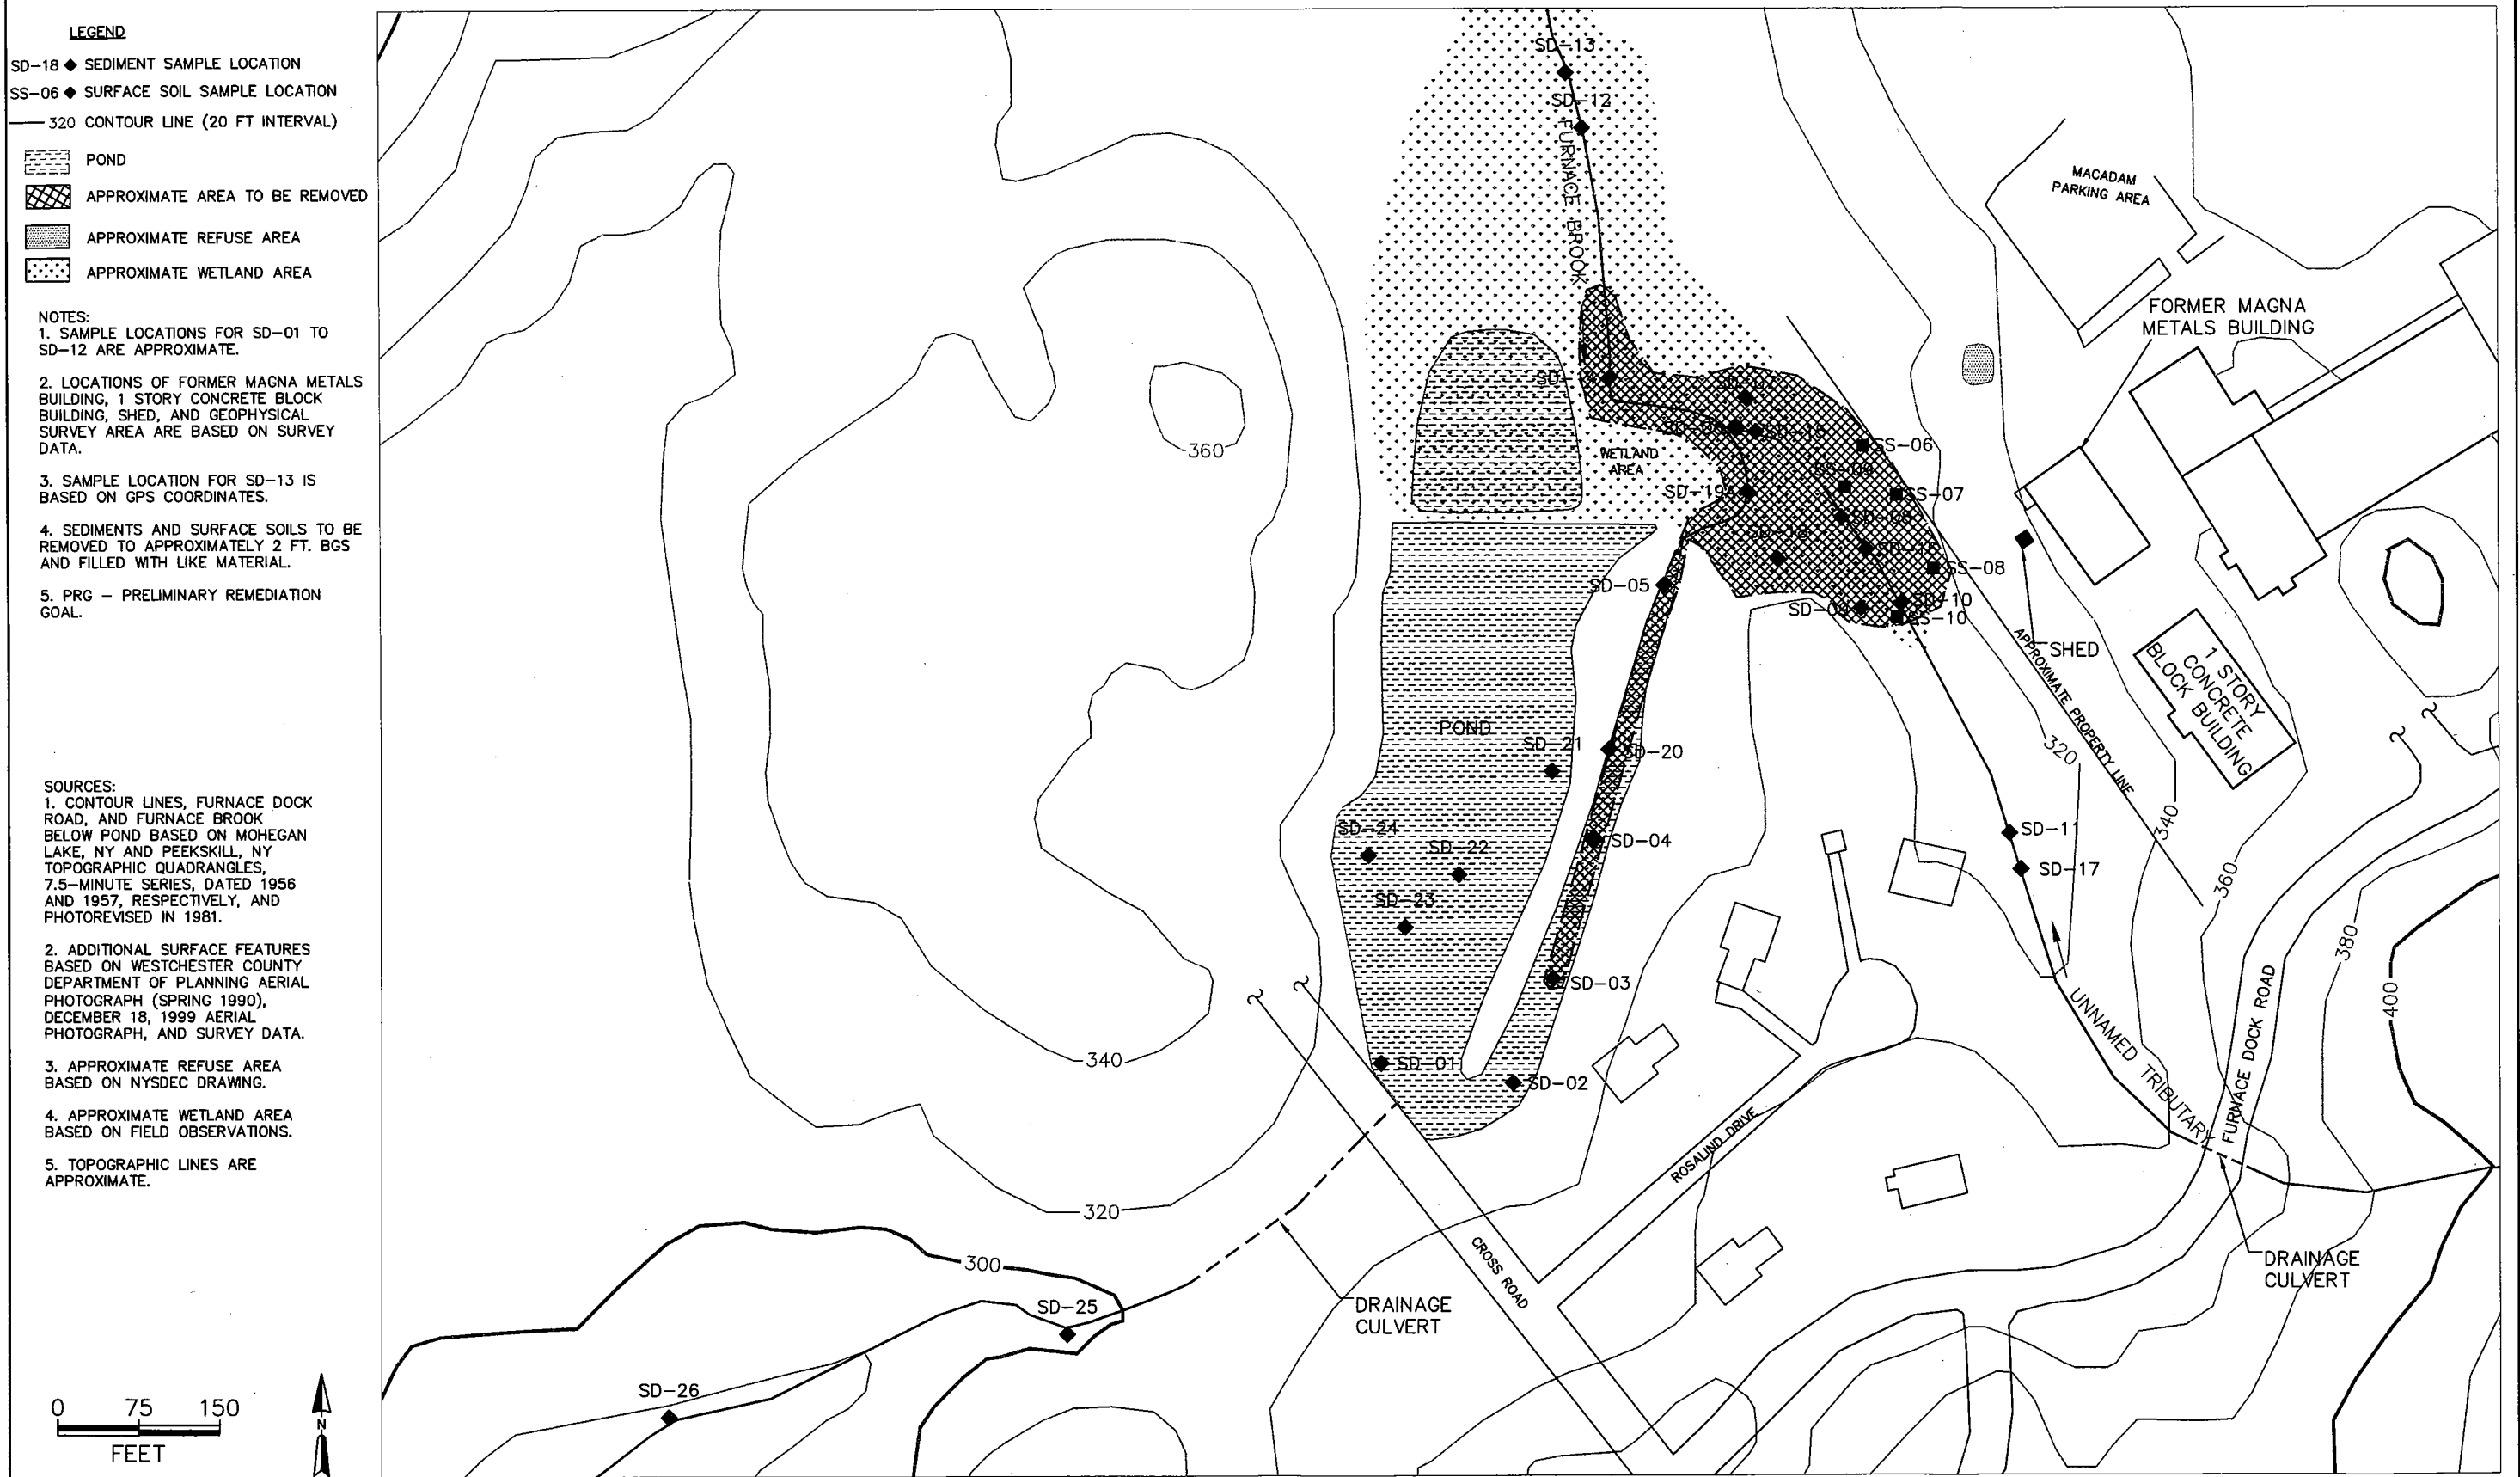 LEGEND
SD-18 ◆ SEDIMENT SAMPLE LOCATION
SS-06 ◆ SURFACE SOIL SAMPLE LOCATION
320 CONTOUR LINE (20 FT INTERVAL)
POND
APPROXIMATE AREA TO BE REMOVED
APPROXIMATE REFUSE AREA
APPROXIMATE WETLAND AREA
NOTES:
1. SAMPLE LOCATIONS FOR SD-01 TO
SD-12 ARE APPROXIMATE.
2. LOCATIONS OF FORMER MAGNA METALS
BUILDING, 1 STORY CONCRETE BLOCK
BUILDING, SHED, AND GEOPHYSICAL
SURVEY AREA ARE BASED ON SURVEY
DATA.
3. SAMPLE LOCATION FOR SD-13 IS
BASED ON GPS COORDINATES.
4. SEDIMENTS AND SURFACE SOILS TO BE
REMOVED TO APPROXIMATELY 2 FT. BGS
AND FILLED WITH LIKE MATERIAL.
5. PRG - PRELIMINARY REMEDIATION
GOAL.
SOURCES:
1. CONTOUR LINES, FURNACE DOCK
ROAD, AND FURNACE BROOK
BELOW POND BASED ON MOHEGAN
LAKE, NY AND PEEKSKILL, NY
TOPOGRAPHIC QUADRANGLES,
7.5-MINUTE SERIES, DATED 1956
AND 1957, RESPECTIVELY, AND
PHOTOREVISED IN 1981.
2. ADDITIONAL SURFACE FEATURES
BASED ON WESTCHESTER COUNTY
DEPARTMENT OF PLANNING AERIAL
PHOTOGRAPH (SPRING 1990),
DECEMBER 18, 1999 AERIAL
PHOTOGRAPH, AND SURVEY DATA.
3. APPROXIMATE REFUSE AREA
BASED ON NYSDEC DRAWING.
4. APPROXIMATE WETLAND AREA
BASED ON FIELD OBSERVATIONS.
5. TOPOGRAPHIC LINES ARE
APPROXIMATE.
0 75 150
FEET
N
SD-13
SD-12
FURNACE BROOK
MACADAM
PARKING AREA
FORMER MAGNA
METALS BUILDING
360
WETLAND
AREA
SS-06
SD-19A
SS-07
SS-08
SD-05
SD-10
SS-10
SHED
APPROXIMATE PROPERTY LINE
1 STORY
CONCRETE
BLOCK BUILDING
POND
SD-21
SD-20
320
SD-24
SD-22
SD-04
SD-11
340
SD-17
360
SD-23
380
SD-03
400
UNNAMED TRIBUTARY
FURNACE DOCK ROAD
340
SD-01
SD-02
ROSALIND DRIVE
320
CROSS ROAD
300
SD-25
DRAINAGE
CULVERT
DRAINAGE
CULVERT
SD-26